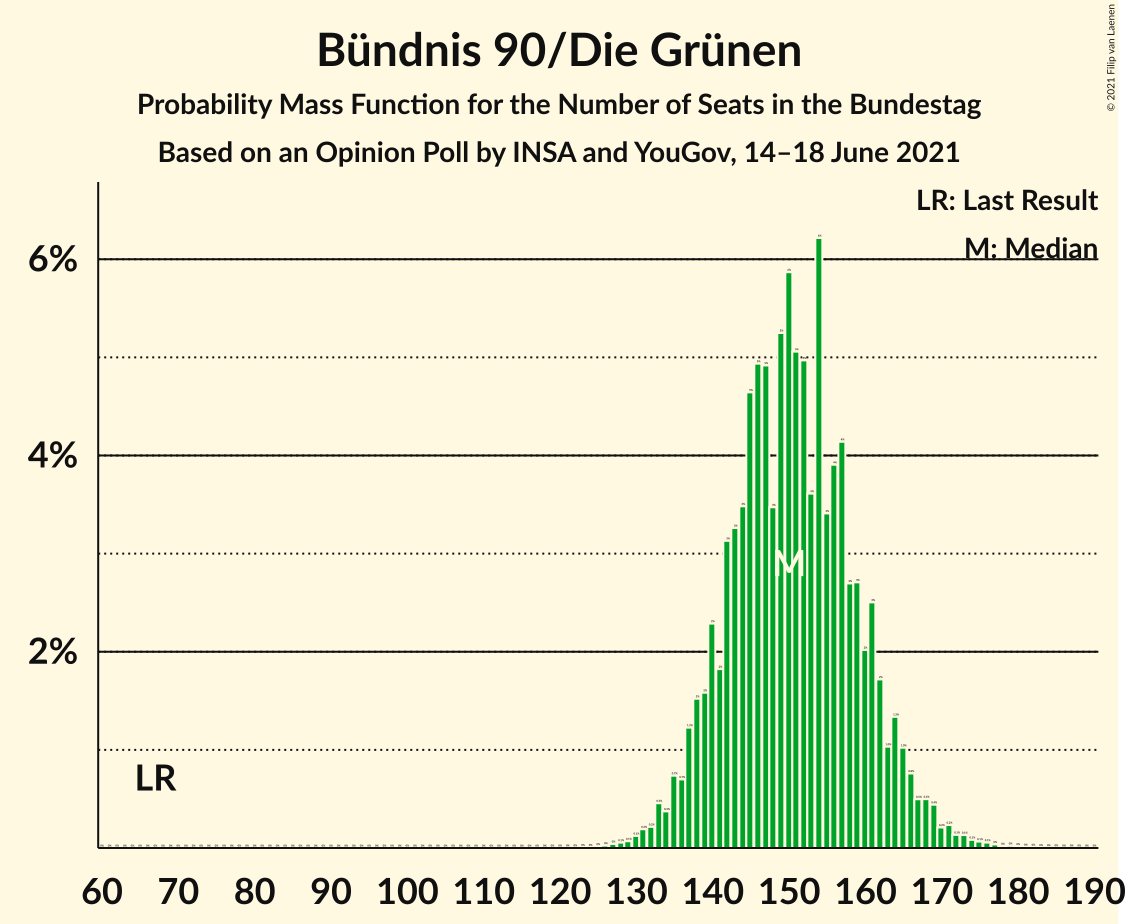 Bündnis 90/Die Grünen
Probability Mass Function for the Number of Seats in the Bundestag
Based on an Opinion Poll by INSA and YouGov, 14–18 June 2021
© 2021 Filip van Laenen
LR: Last Result
M: Median
6%
4%
2%
LR
M
60 70 80 90 100 110 120 130 140 150 160 170 180 190